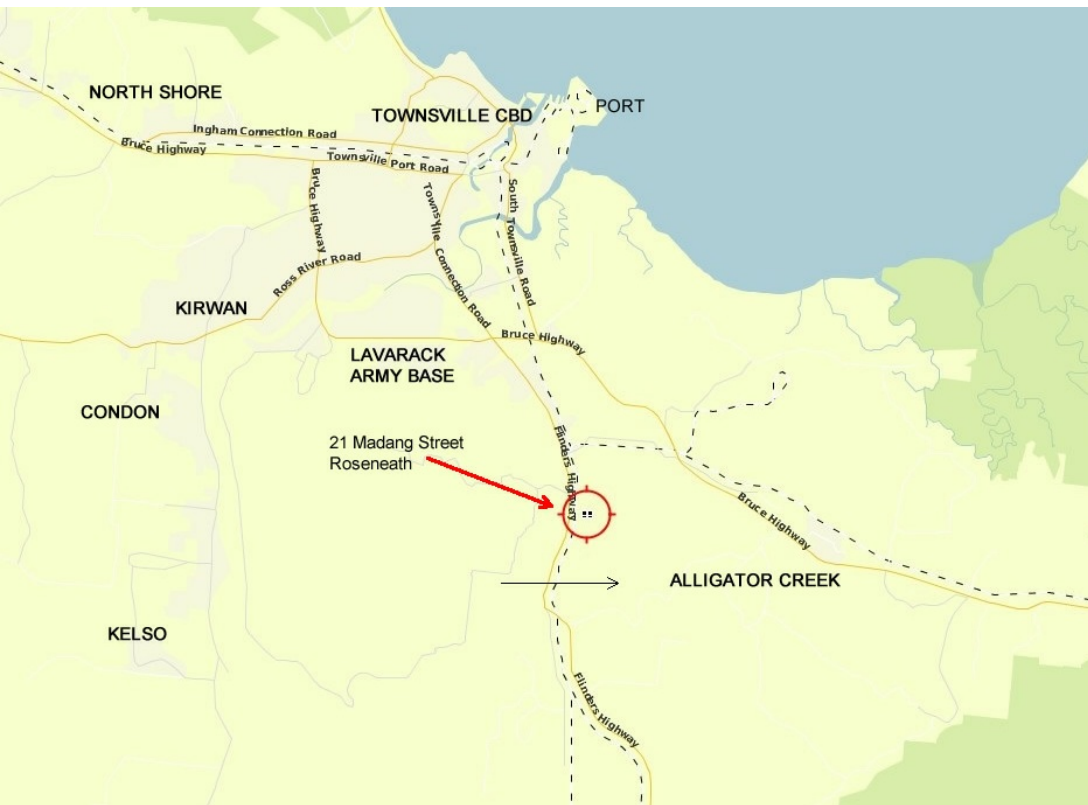 NORTH SHORE
TOWNSVILLE CBD
PORT
Ingham Connection Road
Bruce Highway
Townsville Port Road
Bruce Highway
Townsville Connection Road
South Townsville Road
Ross River Road
KIRWAN
Bruce Highway
LAVARACK
ARMY BASE
CONDON
21 Madang Street
Roseneath
Flinders Highway
Bruce Highway
ALLIGATOR CREEK
KELSO
Flinders Highway